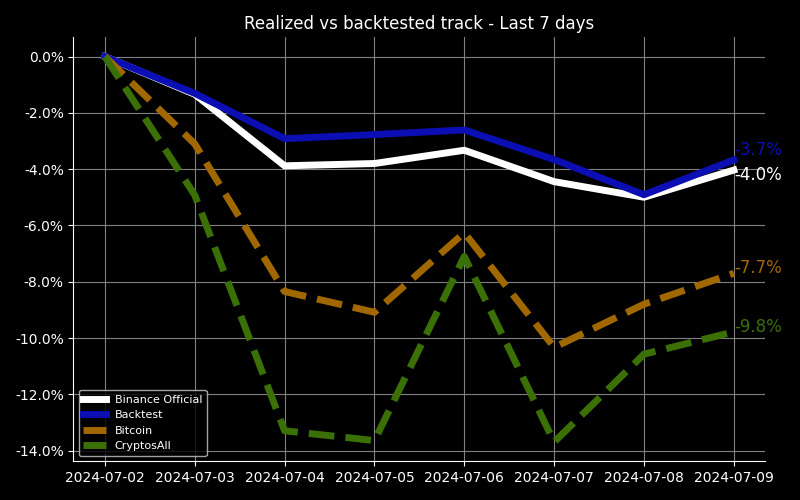 Realized vs backtested track - Last 7 days
0.0%
-2.0%
-4.0%
-6.0%
-8.0%
-10.0%
-12.0%
-14.0%
-3.7%
-4.0%
-7.7%
-9.8%
Binance Official
Backtest
Bitcoin
CryptosAll
2024-07-02 2024-07-03 2024-07-04 2024-07-05 2024-07-06 2024-07-07 2024-07-08 2024-07-09